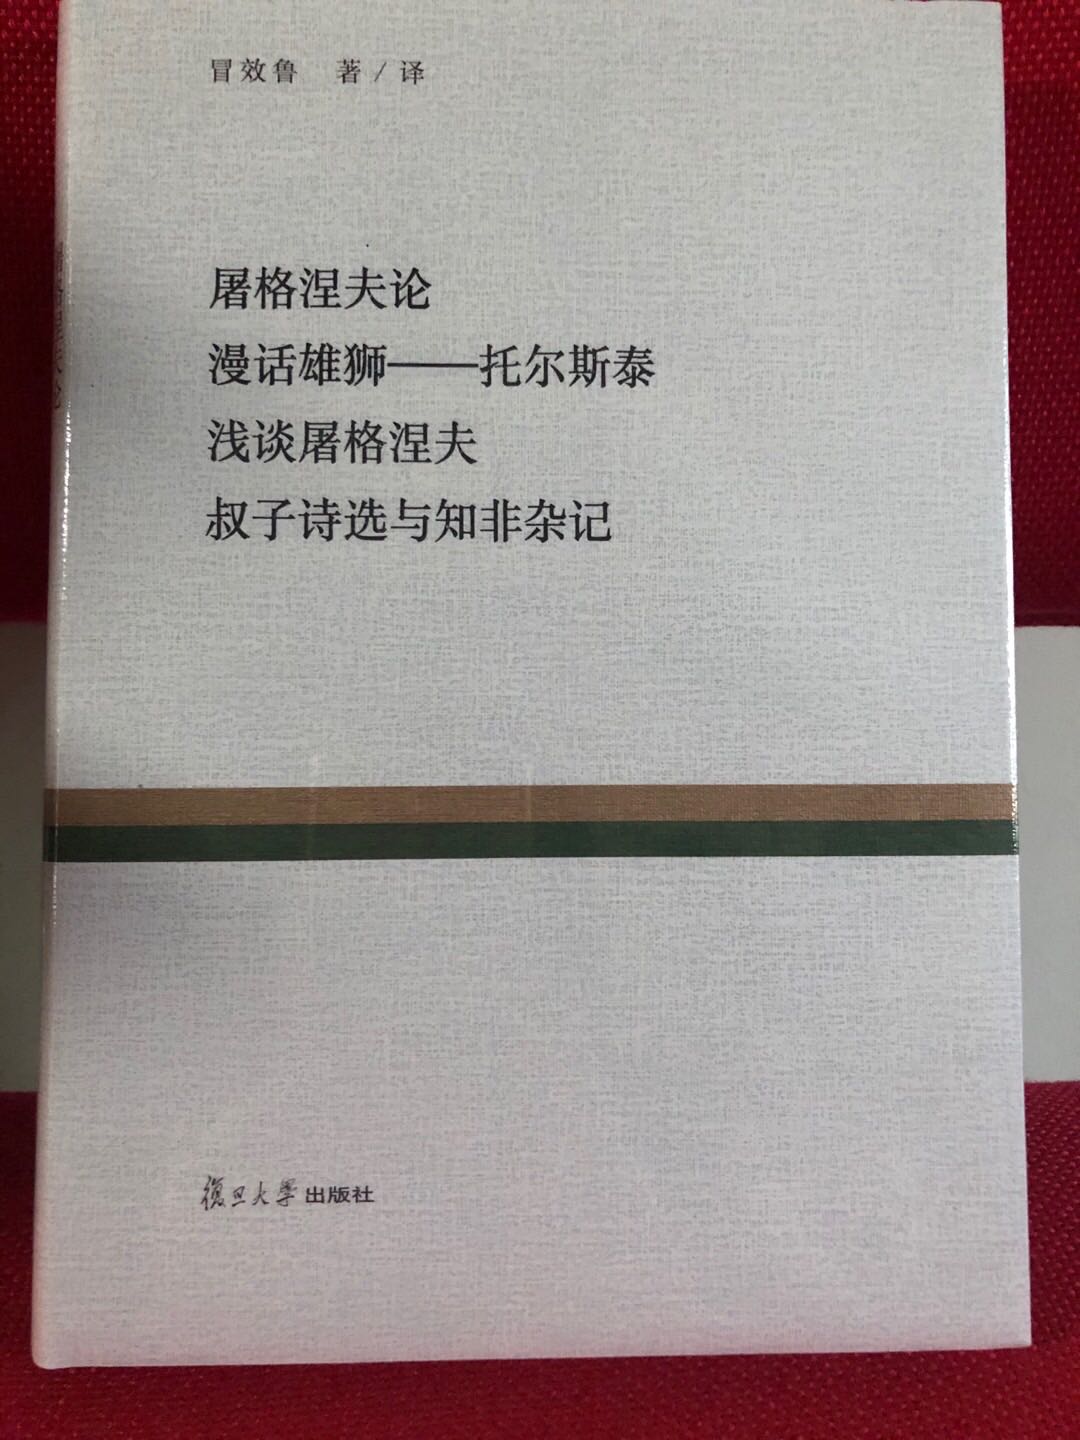 冒效鲁 著/译
屠格涅夫论
漫话雄狮——托尔斯泰
浅谈屠格涅夫
叔子诗选与知非杂记
復旦大学出版社